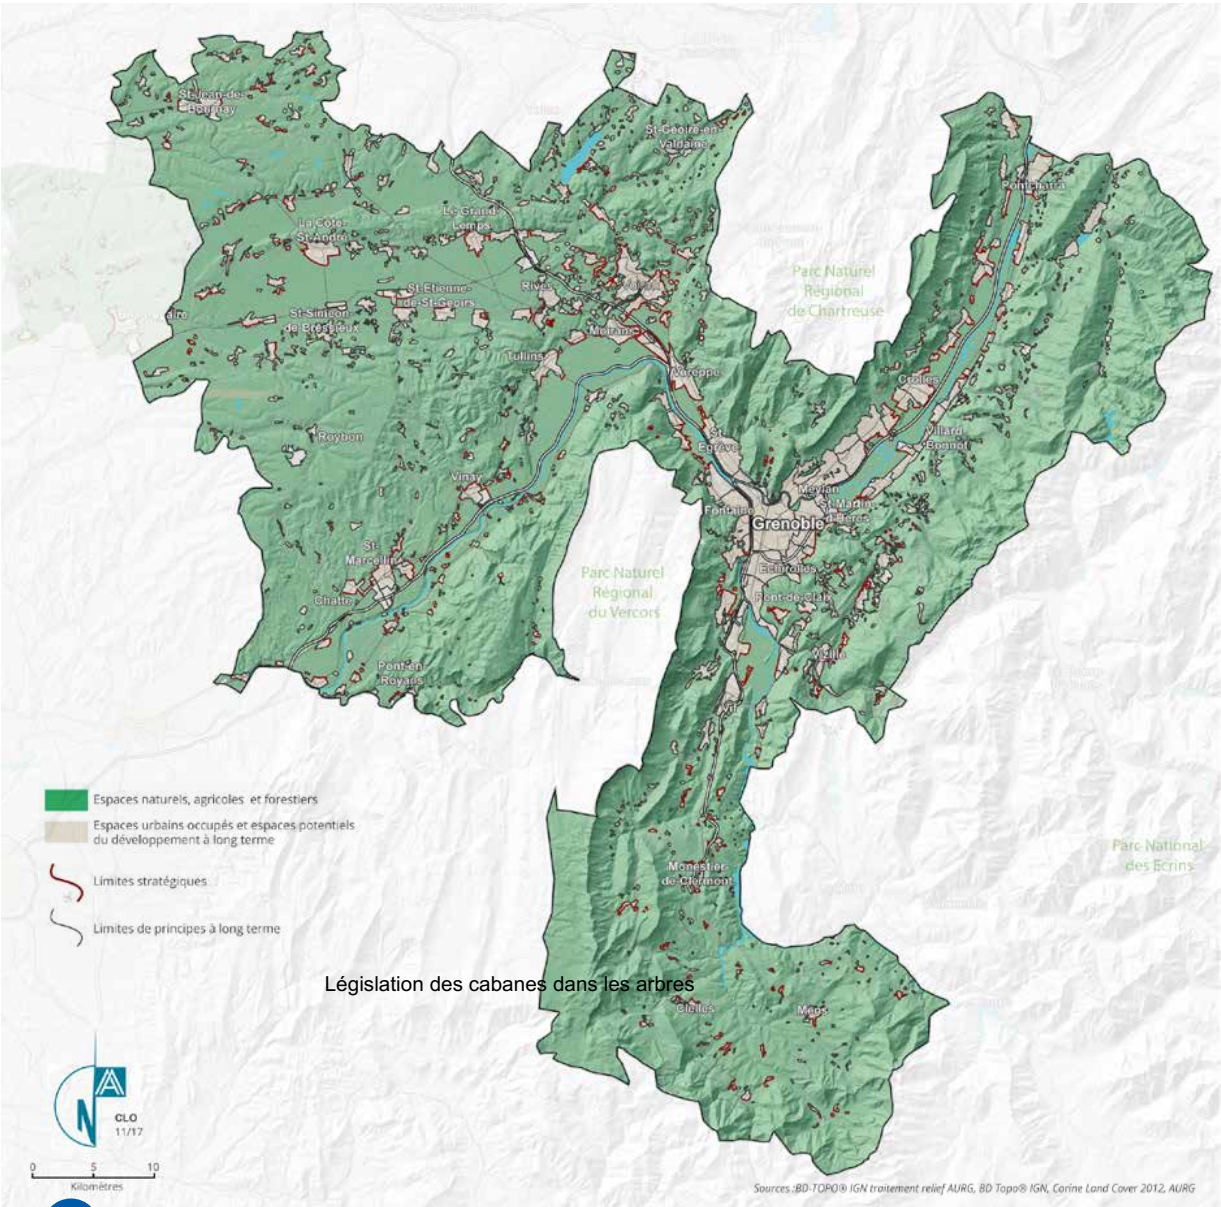 St-Jean-de-
Bournay
St-Geoire-en-
Valdaine
Pontcharra
Le Grand-
Lemps
La Côte-
St-André
Parc Naturel
Régional
de Chartreuse
St-Etienne-
de-St-Geoirs
Rives
Voiron
aire
St-Siméon-
de-Bressieux
Moirans
Tullins
Voreppe
Crolles
Roybon
St-
Egrève
Villard-
Bonnot
Vinay
Meylan
Fontaine
St-Martin-
d'Hères
Grenoble
St-
Marcellin
Echirolles
Parc Naturel
Régional
du Vercors
Chatte
Pont-de-Claix
Vizille
Pont-en-
Royans
Vif
Espaces naturels, agricoles et forestiers
Espaces urbains occupés et espaces potentiels
du développement à long terme
Limites stratégiques
Limites de principes à long terme
Parc National
des Ecrins
Monestier-
de-Clermont
Législation des cabanes dans les arbres
Clelles
Mens
N
CLO
11/17
0 5 10
Kilomètres
Sources :BD-TOPO® IGN traitement relief AURG, BD Topo® IGN, Corine Land Cover 2012, AURG